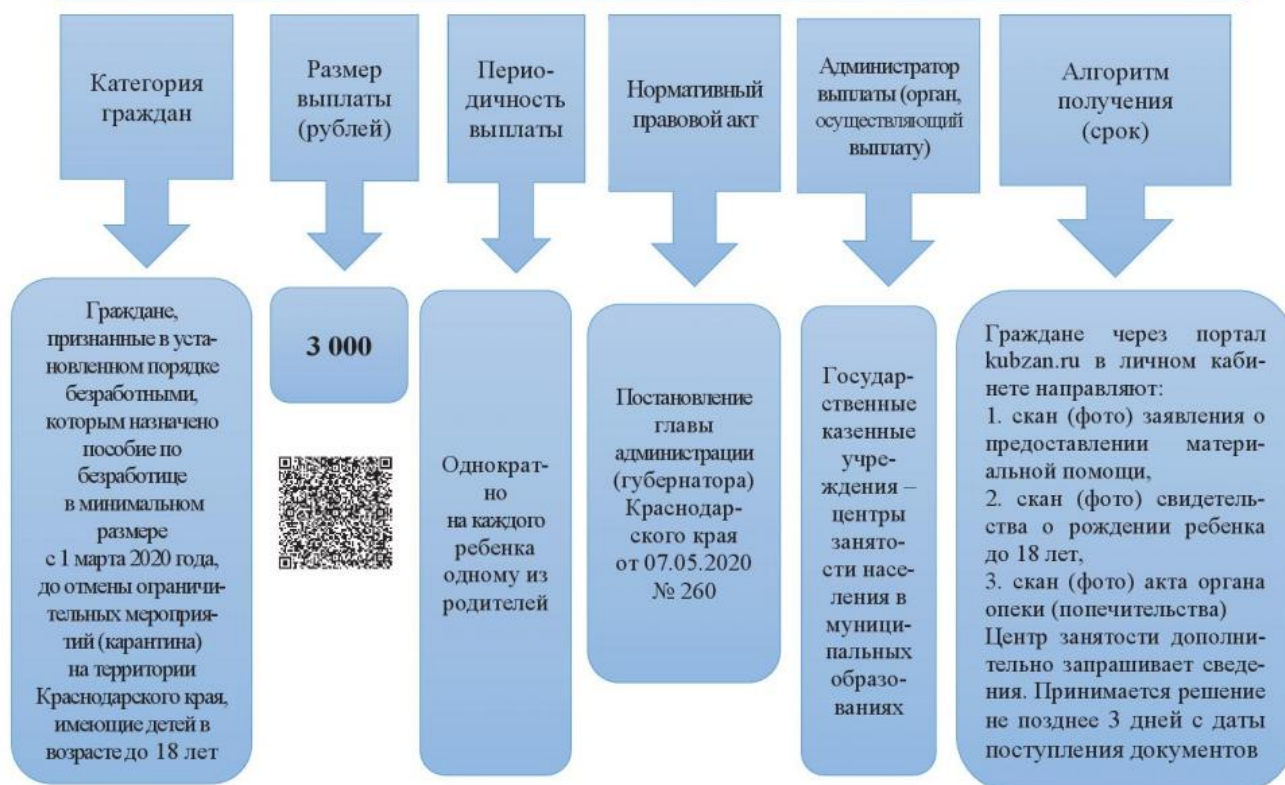 Категория
граждан
Размер
выплаты
(рублей)
Перио-
дичность
выплаты
Нормативный
правовой акт
Администратор
выплаты (орган,
осуществляющий
выплату)
Алгоритм
получения
(срок)
Граждане,
признанные в уста-
новленном порядке
безработными,
которым назначено
пособие по
безработице
в минимальном
размере
с 1 марта 2020 года,
до отмены ограничи-
тельных мероприя-
тий (карантина)
на территории
Краснодарского края,
имеющие детей в
возрасте до 18 лет
3 000
Однократ-
но
на каждого
ребенка
одному из
родителей
Постановление
главы
администрации
(губернатора)
Краснодар-
ского края
от 07.05.2020
№ 260
Государ-
ственные
казенные
учре-
ждения –
центры
занято-
сти насе-
ления в
муници-
пальных
образо-
ваниях
Граждане через портал
kubzan.ru в личном каби-
нете направляют:
1. скан (фото) заявления о
предоставлении матери-
альной помощи,
2. скан (фото) свидетель-
ства о рождении ребенка
до 18 лет,
3. скан (фото) акта органа
опеки (попечительства)
Центр занятости дополни-
тельно запрашивает сведе-
ния. Принимается решение
не позднее 3 дней с даты
поступления документов